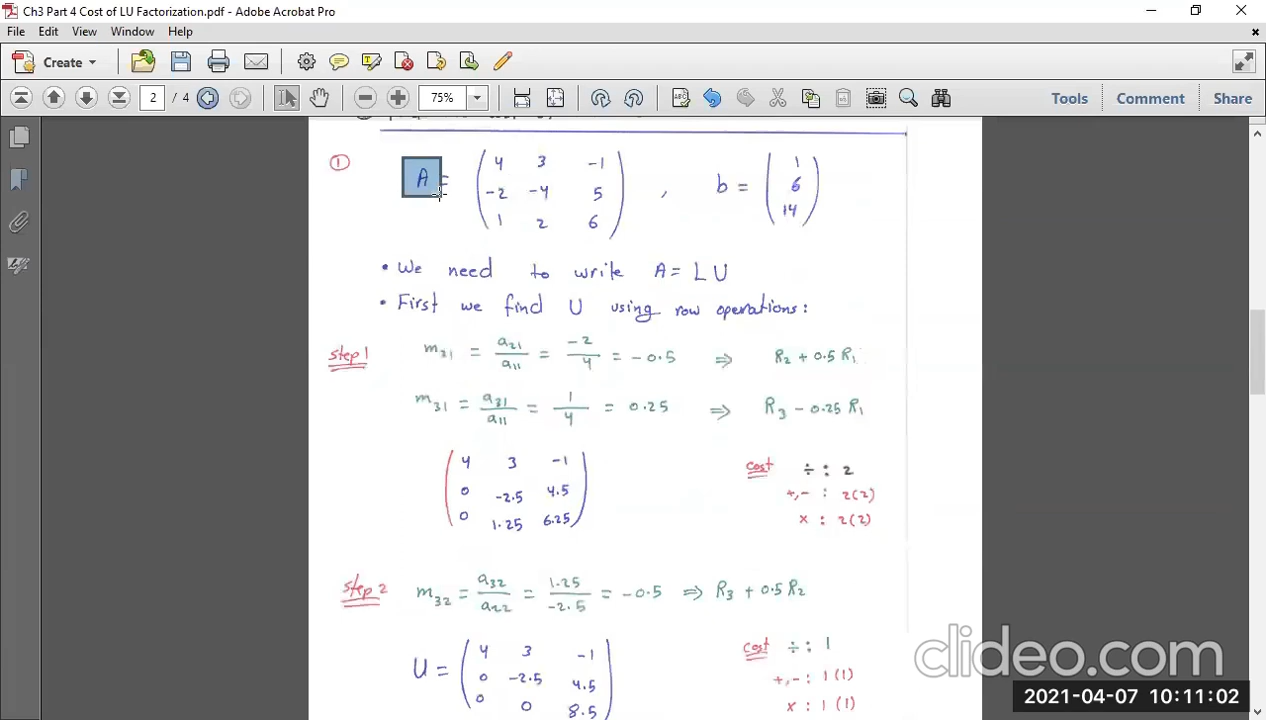 Ch3 Part 4 Cost of LU Factorization.pdf - Adobe Acrobat Pro
File Edit View Window Help
Create
2 / 4 75% Tools Comment Share
① A = ( 4 3 -1 ; -2 -4 5 ; 1 2 6 ) , b = ( 1 ; 6 ; 14 )
• We need to write A = L U
• First we find U using row operations:
step 1 m21 = a21/a11 = -2/4 = -0.5 ⇒ R2 + 0.5 R1
m31 = a31/a11 = 1/4 = 0.25 ⇒ R3 - 0.25 R1
( 4 3 -1 ; 0 -2.5 4.5 ; 0 1.25 6.25 )
cost ÷ : 2
+,- : 2(2)
x : 2(2)
step 2 m32 = a32/a22 = 1.25/-2.5 = -0.5 ⇒ R3 + 0.5 R2
U = ( 4 3 -1 ; 0 -2.5 4.5 ; 0 0 8.5 )
cost ÷ : 1
+,- : 1(1)
x : 1(1)
clideo.com
2021-04-07 10:11:02